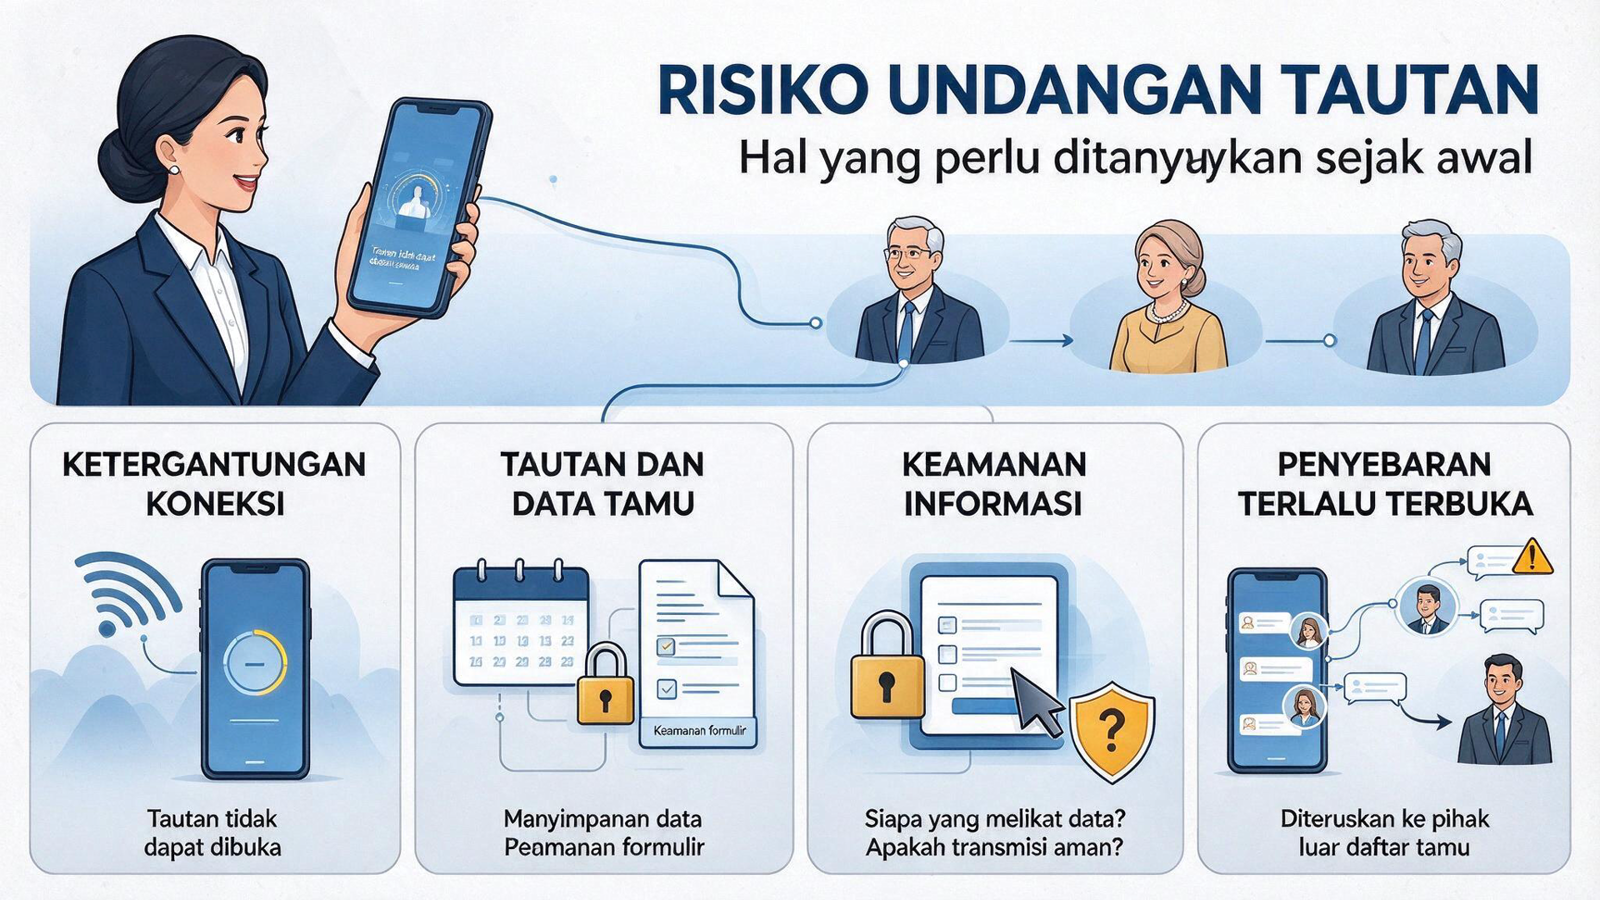 RISIKO UNDANGAN TAUTAN
Hal yang perlu ditanyuykan sejak awal
KETERGANTUNGAN
KONEKSI
Tautan tidak
dapat dibuka
TAUTAN DAN
DATA TAMU
Keamanan formulir
Manyimpanan data
Peamanan formulir
KEAMANAN
INFORMASI
Siapa yang melikat data?
Apakah transmisi aman?
PENYEBARAN
TERLALU TERBUKA
Diteruskan ke pihak
luar daftar tamu